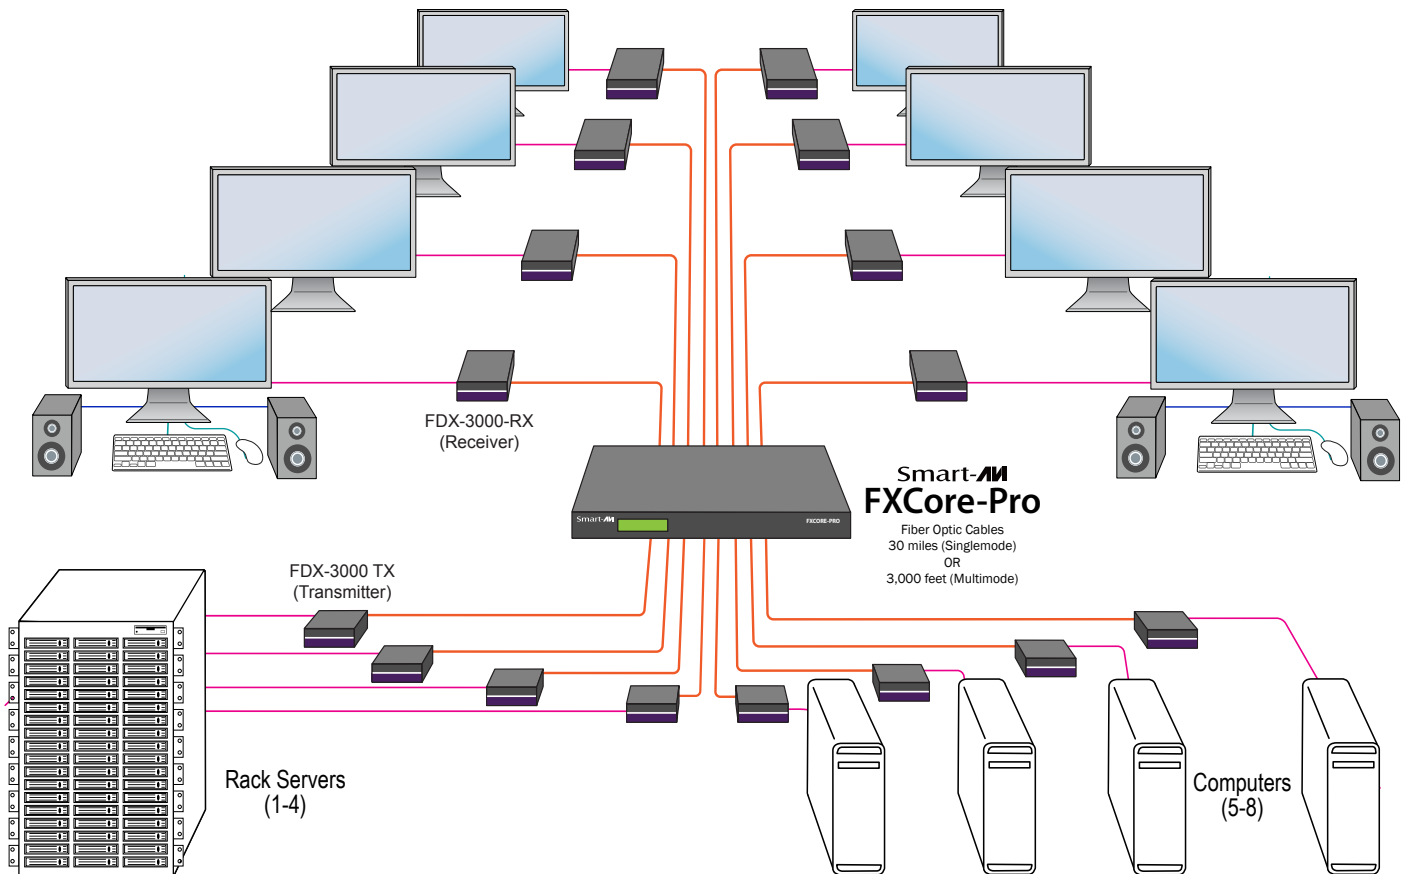 FDX-3000-RX
(Receiver)
Smart-AVI
FXCore-Pro
Fiber Optic Cables
30 miles (Singlemode)
OR
3,000 feet (Multimode)
Smart-AVI
FXCORE-PRO
FDX-3000 TX
(Transmitter)
Rack Servers
(1-4)
Computers
(5-8)